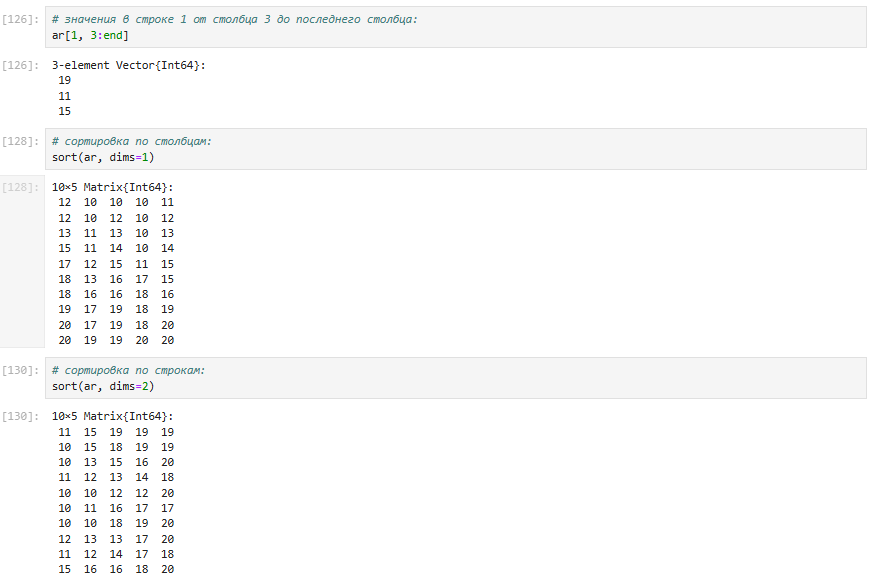 [126]: # значения в строке 1 от столбца 3 до последнего столбца:
ar[1, 3:end]
[126]: 3-element Vector{Int64}:
19
11
15
[128]: # сортировка по столбцам:
sort(ar, dims=1)
[128]: 10×5 Matrix{Int64}:
12 10 10 10 11
12 10 12 10 12
13 11 13 10 13
15 11 14 10 14
17 12 15 11 15
18 13 16 17 15
18 16 16 18 16
19 17 19 18 19
20 17 19 18 20
20 19 19 20 20
[130]: # сортировка по строкам:
sort(ar, dims=2)
[130]: 10×5 Matrix{Int64}:
11 15 19 19 19
10 15 18 19 19
10 13 15 16 20
11 12 13 14 18
10 10 12 12 20
10 11 16 17 17
10 10 18 19 20
12 13 13 17 20
11 12 14 17 18
15 16 16 18 20